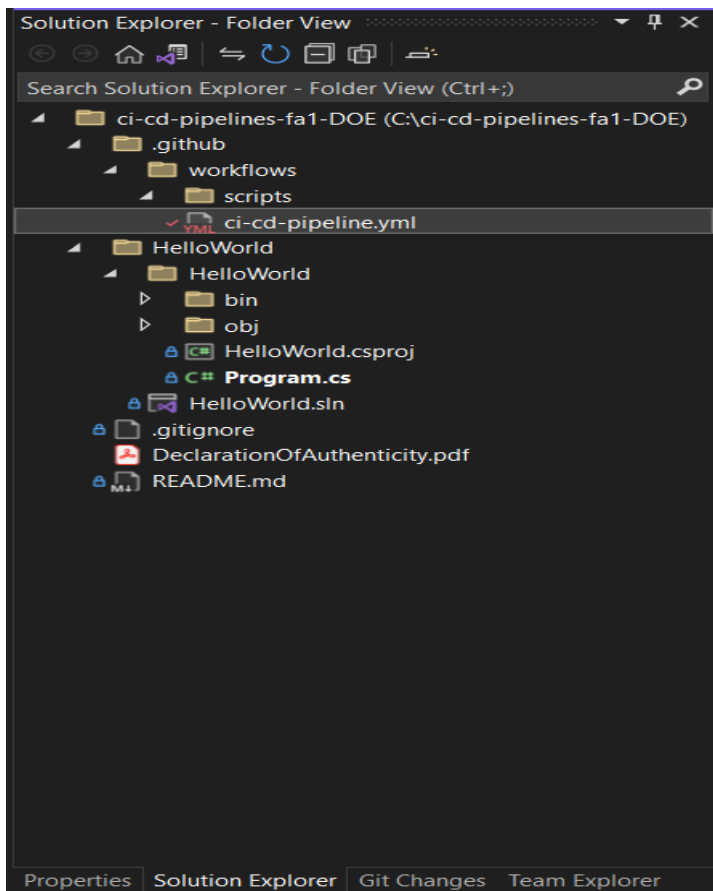 Solution Explorer - Folder View
Search Solution Explorer - Folder View (Ctrl+;)
ci-cd-pipelines-fa1-DOE (C:\ci-cd-pipelines-fa1-DOE)
.github
workflows
scripts
YML ci-cd-pipeline.yml
HelloWorld
HelloWorld
bin
obj
C# HelloWorld.csproj
C# Program.cs
HelloWorld.sln
.gitignore
DeclarationOfAuthenticity.pdf
M↓ README.md
Properties Solution Explorer Git Changes Team Explorer